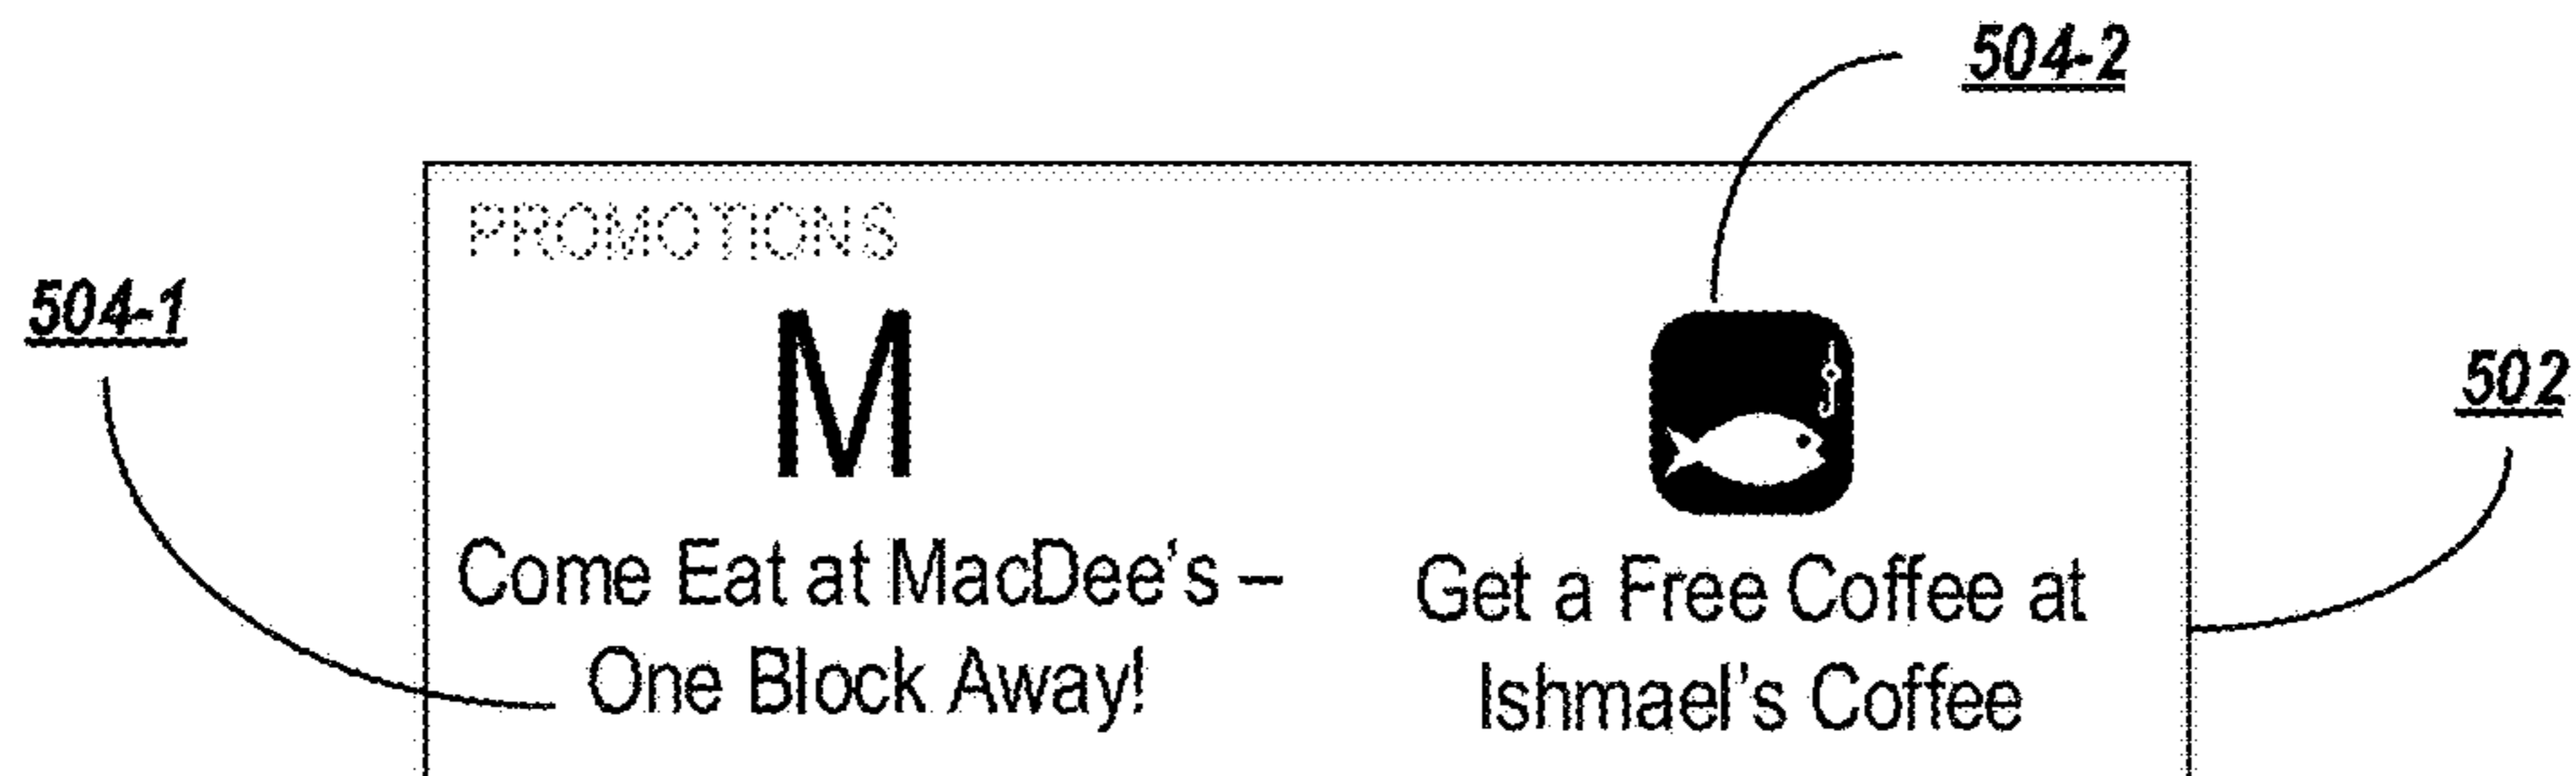 504-2
PROMOTIONS
504-1
M
502
Come Eat at MacDee's –
One Block Away!
Get a Free Coffee at
Ishmael's Coffee